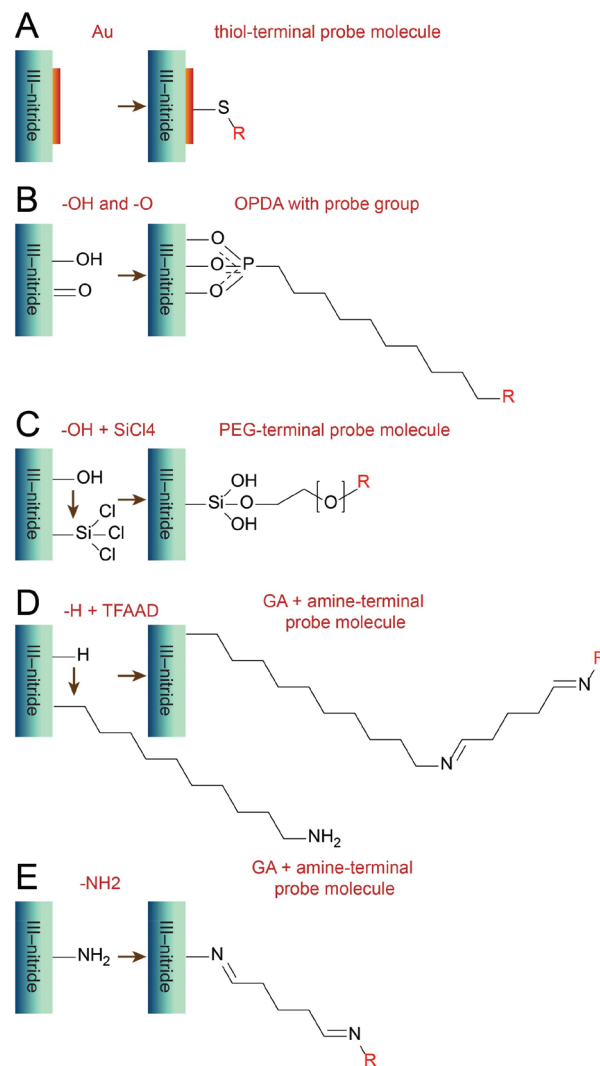 A
Au
thiol-terminal probe molecule
III–nitride
III–nitride
S
R
B
-OH and -O
OPDA with probe group
III–nitride
OH
O
III–nitride
O
O
P
O
R
C
-OH + SiCl4
PEG-terminal probe molecule
III–nitride
OH
Si
Cl
Cl
Cl
III–nitride
OH
Si
O
OH
O
R
D
-H + TFAAD
GA + amine-terminal
probe molecule
III–nitride
H
NH2
III–nitride
N
N
R
E
-NH2
GA + amine-terminal
probe molecule
III–nitride
NH2
III–nitride
N
N
R